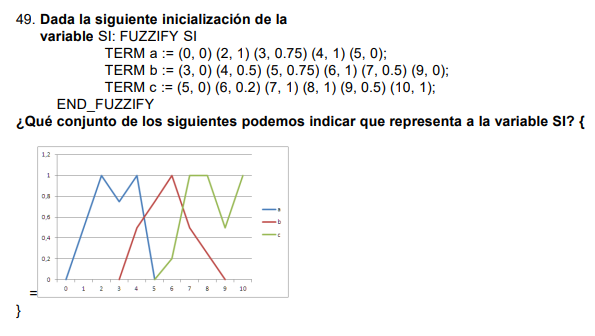 49. Dada la siguiente inicialización de la
variable SI: FUZZIFY SI
TERM a := (0, 0) (2, 1) (3, 0.75) (4, 1) (5, 0);
TERM b := (3, 0) (4, 0.5) (5, 0.75) (6, 1) (7, 0.5) (9, 0);
TERM c := (5, 0) (6, 0.2) (7, 1) (8, 1) (9, 0.5) (10, 1);
END_FUZZIFY
¿Qué conjunto de los siguientes podemos indicar que representa a la variable SI? {
1,2
1
0,8
0,6
0,4
0,2
0
0 1 2 3 4 5 6 7 8 9 10
a
b
c
=
}